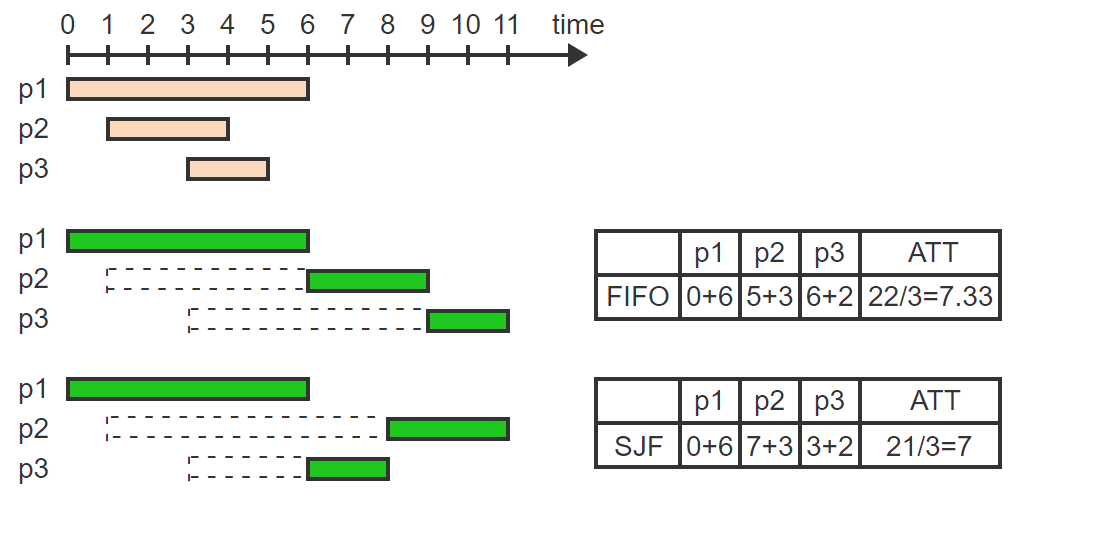 0 1 2 3 4 5 6 7 8 9 10 11 time
p1
p2
p3
p1
p2
p3
p1 p2 p3 ATT
FIFO 0+6 5+3 6+2 22/3=7.33
p1
p2
p3
p1 p2 p3 ATT
SJF 0+6 7+3 3+2 21/3=7